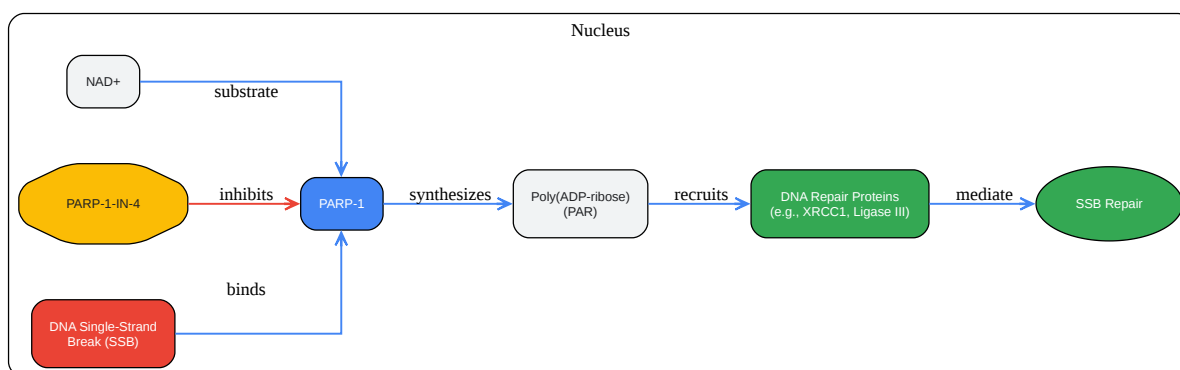 Nucleus
NAD+
substrate
PARP-1-IN-4
inhibits
PARP-1
synthesizes
Poly(ADP-ribose)
(PAR)
recruits
DNA Repair Proteins
(e.g., XRCC1, Ligase III)
mediate
SSB Repair
binds
DNA Single-Strand
Break (SSB)